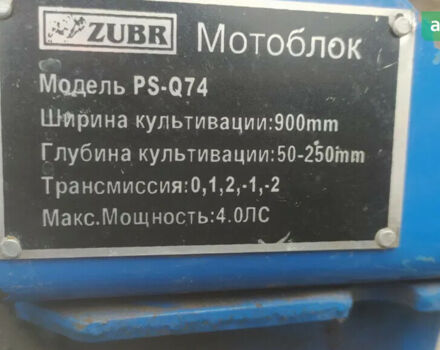 ZUBR Мотоблок
Модель PS-Q74
Ширина культивации:900mm
Глубина культивации:50-250mm
Трансмиссия:0,1,2,-1,-2
Макс.Мощность:4.0ЛС